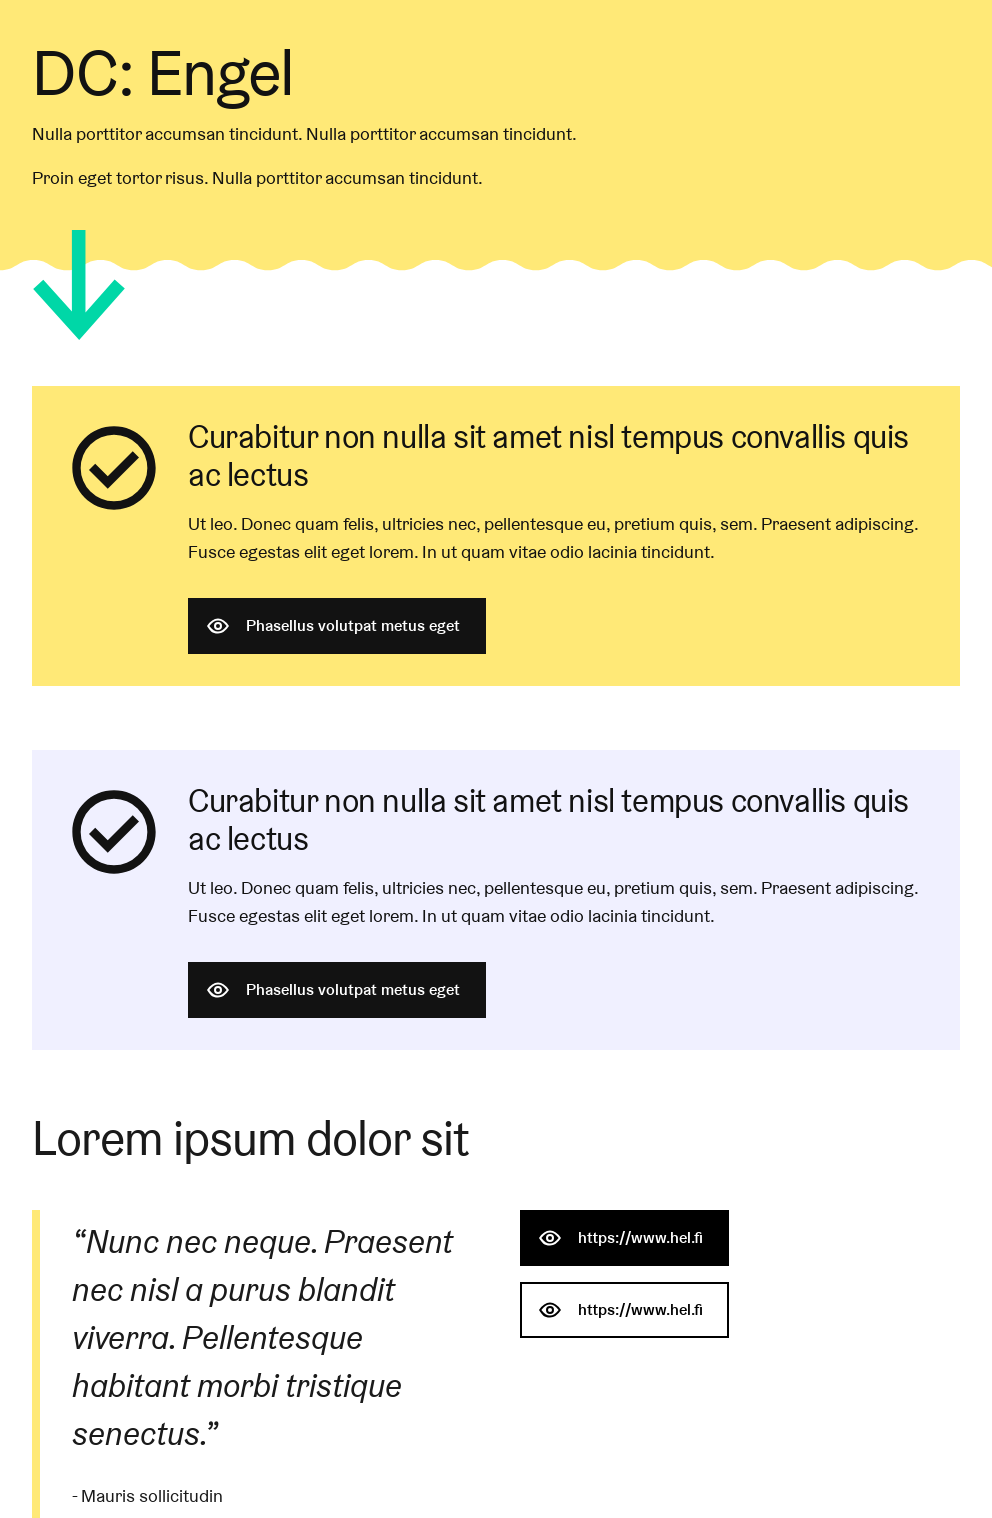 DC: Engel
Nulla porttitor accumsan tincidunt. Nulla porttitor accumsan tincidunt.
Proin eget tortor risus. Nulla porttitor accumsan tincidunt.
Curabitur non nulla sit amet nisl tempus convallis quis
ac lectus
Ut leo. Donec quam felis, ultricies nec, pellentesque eu, pretium quis, sem. Praesent adipiscing.
Fusce egestas elit eget lorem. In ut quam vitae odio lacinia tincidunt.
Phasellus volutpat metus eget
Curabitur non nulla sit amet nisl tempus convallis quis
ac lectus
Ut leo. Donec quam felis, ultricies nec, pellentesque eu, pretium quis, sem. Praesent adipiscing.
Fusce egestas elit eget lorem. In ut quam vitae odio lacinia tincidunt.
Phasellus volutpat metus eget
Lorem ipsum dolor sit
“Nunc nec neque. Praesent
nec nisl a purus blandit
viverra. Pellentesque
habitant morbi tristique
senectus.”
- Mauris sollicitudin
https://www.hel.fi
https://www.hel.fi